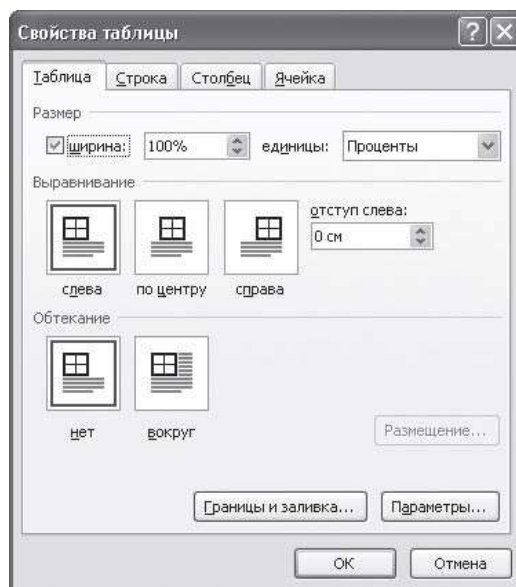 Свойства таблицы
Таблица Строка Столбец Ячейка
Размер
ширина: 100% единицы: Проценты
Выравнивание
отступ слева:
0 см
слева по центру справа
Обтекание
нет вокруг
Размещение...
Границы и заливка... Параметры...
ОК Отмена